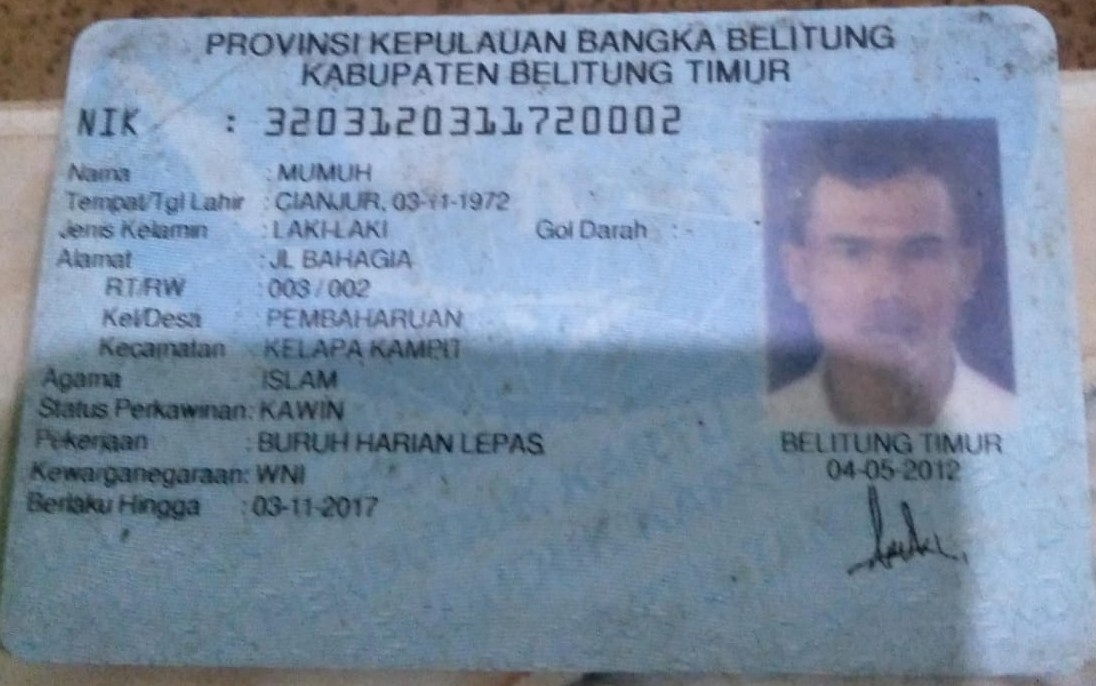 PROVINSI KEPULAUAN BANGKA BELITUNG
KABUPATEN BELITUNG TIMUR
NIK : 3203120311720002
Nama : MUMUH
Tempat/Tgl Lahir : CIANJUR, 03-11-1972
Jenis Kelamin : LAKI-LAKI Gol Darah : -
Alamat : JL BAHAGIA
RT/RW : 003 / 002
Kel/Desa : PEMBAHARUAN
Kecamatan : KELAPA KAMPIT
Agama : ISLAM
Status Perkawinan: KAWIN
Pekerjaan : BURUH HARIAN LEPAS
Kewarganegaraan: WNI
Berlaku Hingga : 03-11-2017
BELITUNG TIMUR
04-05-2012